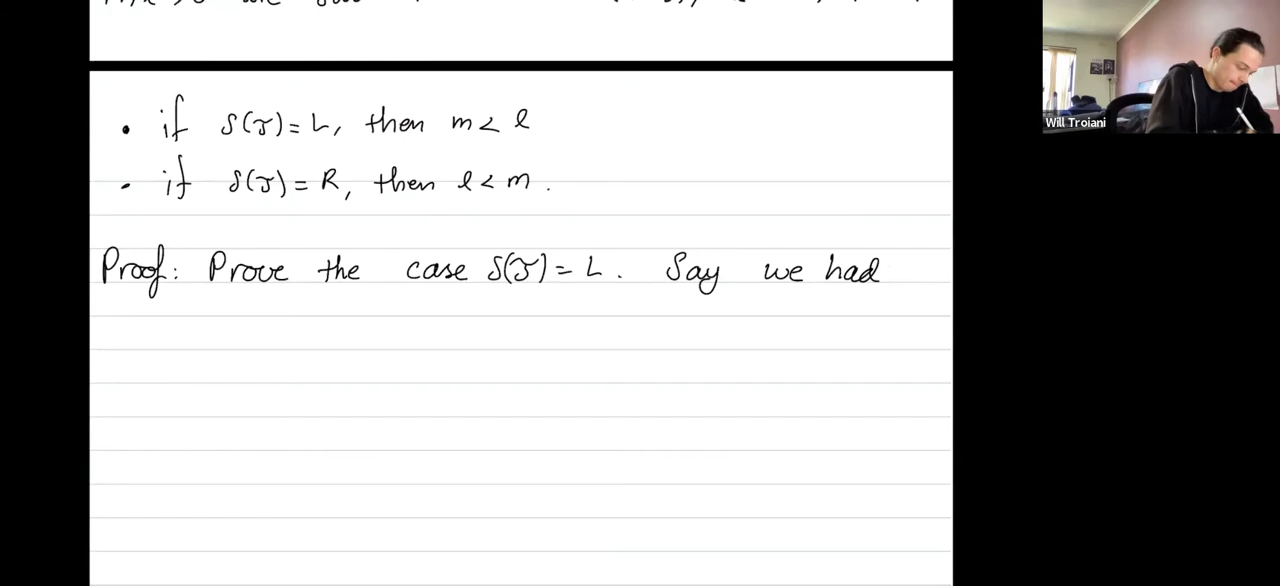 • if S(τ) = L, then m < l
• if S(τ) = R, then l < m.
Proof: Prove the case S(τ) = L. Say we had
Will Troiani